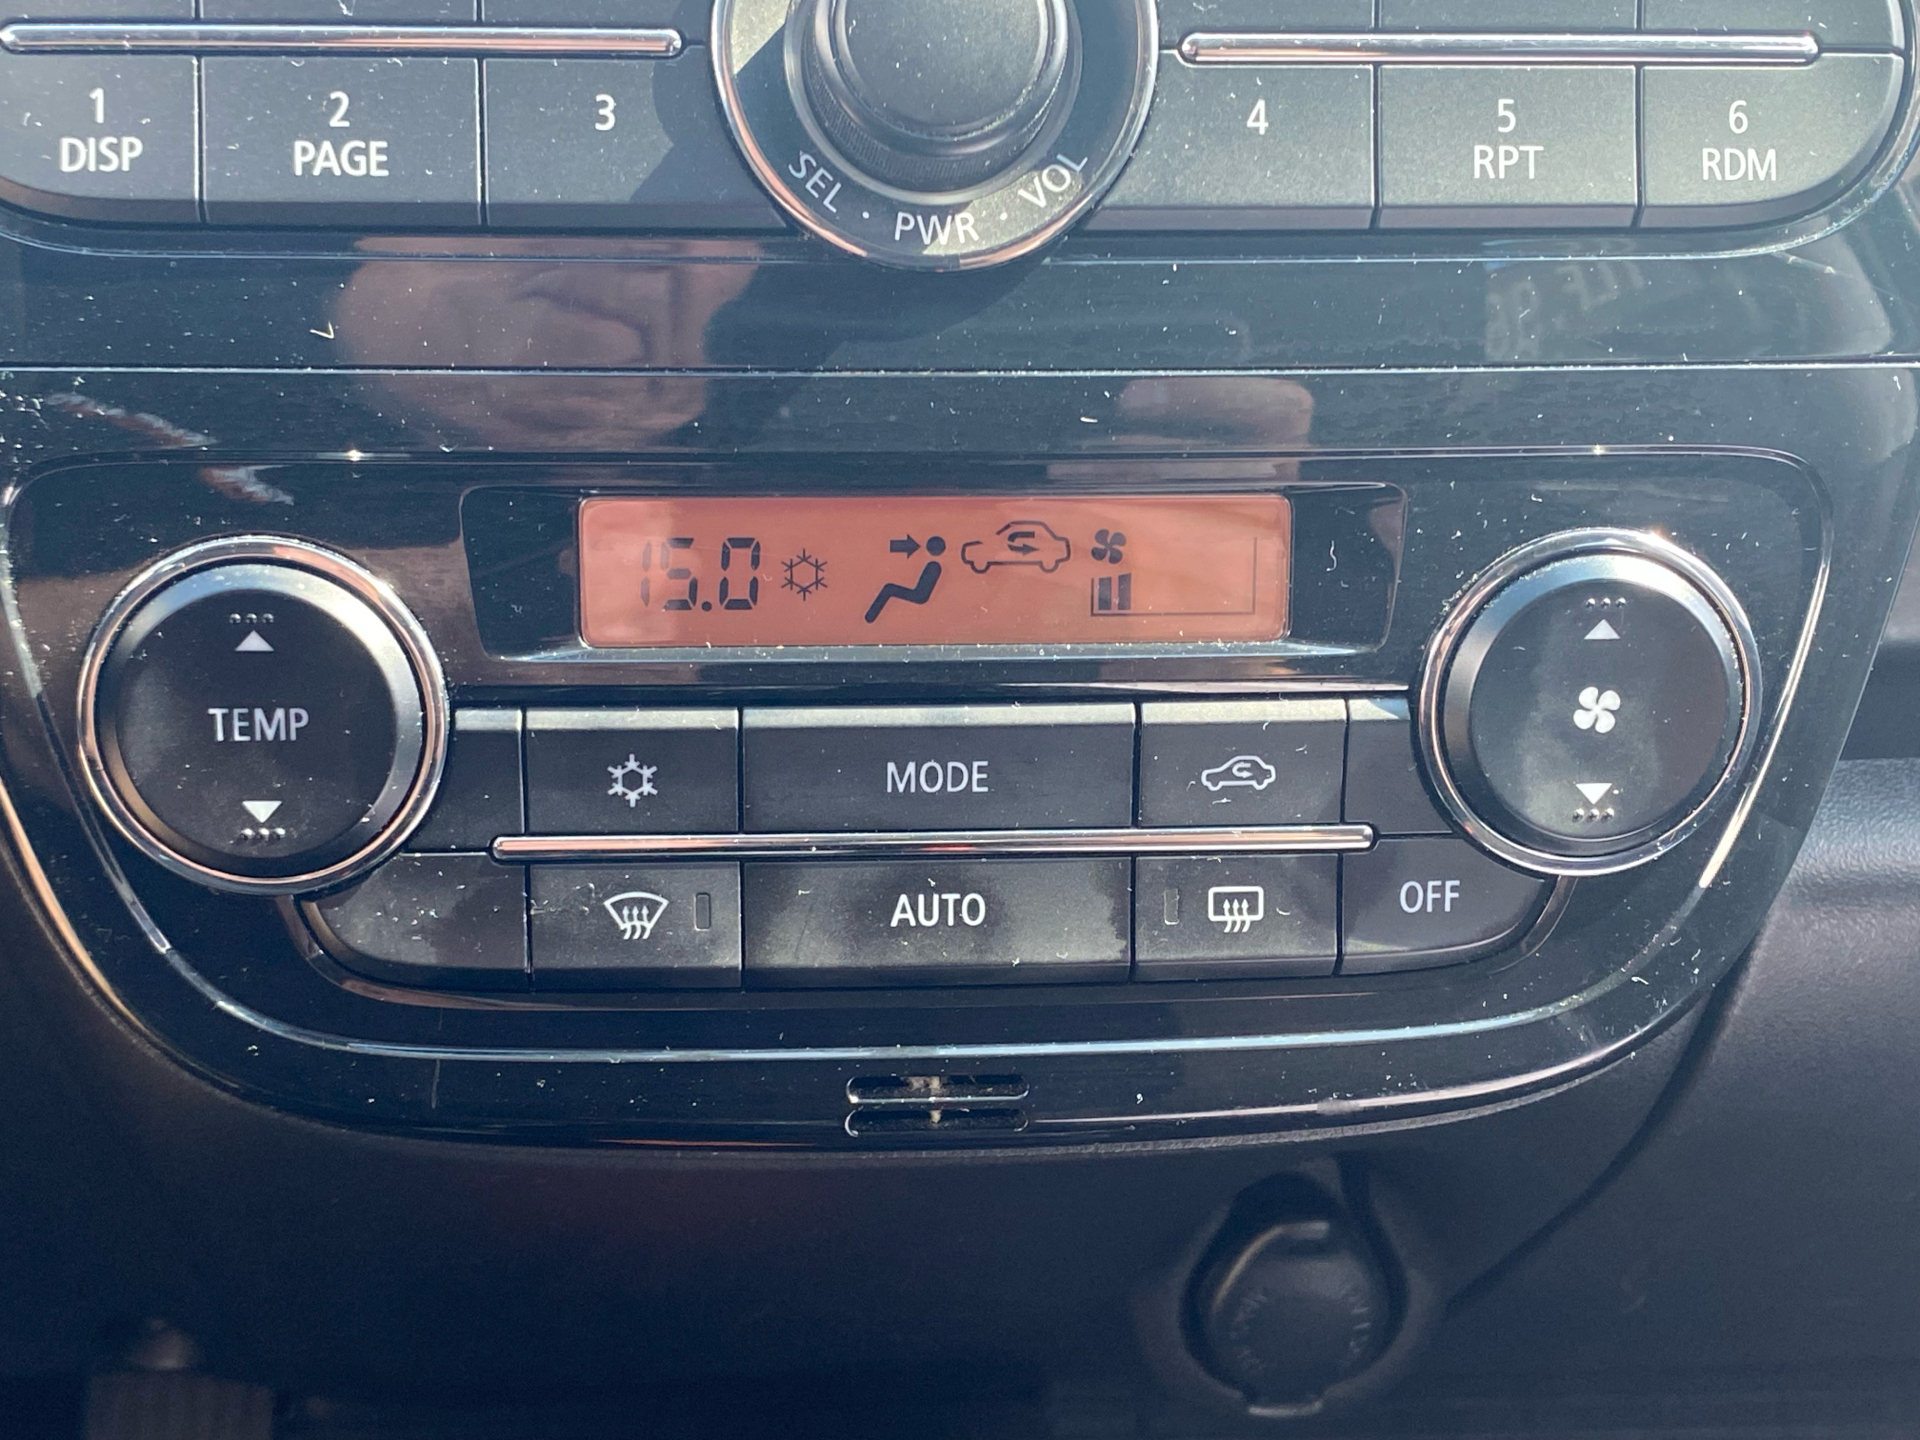 1 2 3 4 5 6
DISP PAGE RPT RDM
SEL · PWR · VOL
15.0
TEMP
MODE
AUTO
OFF